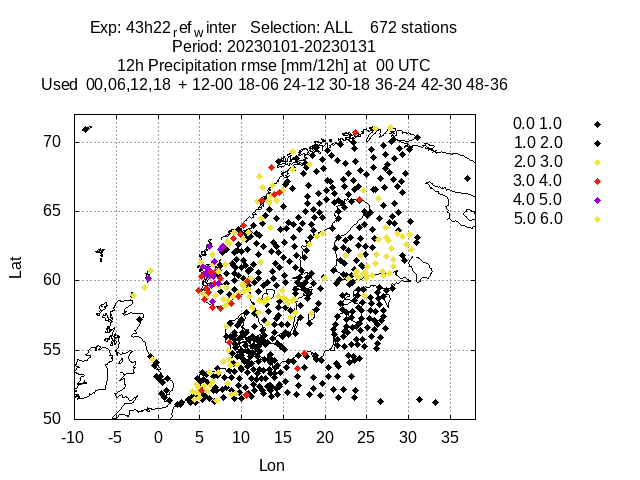 Exp: 43h22refwinter   Selection: ALL    672 stations
Period: 20230101-20230131
12h Precipitation rmse [mm/12h] at  00 UTC
Used  00,06,12,18  + 12-00 18-06 24-12 30-18 36-24 42-30 48-36
0.0 1.0
1.0 2.0
2.0 3.0
3.0 4.0
4.0 5.0
5.0 6.0
70
65
60
55
50
Lat
-10 -5 0 5 10 15 20 25 30 35
Lon